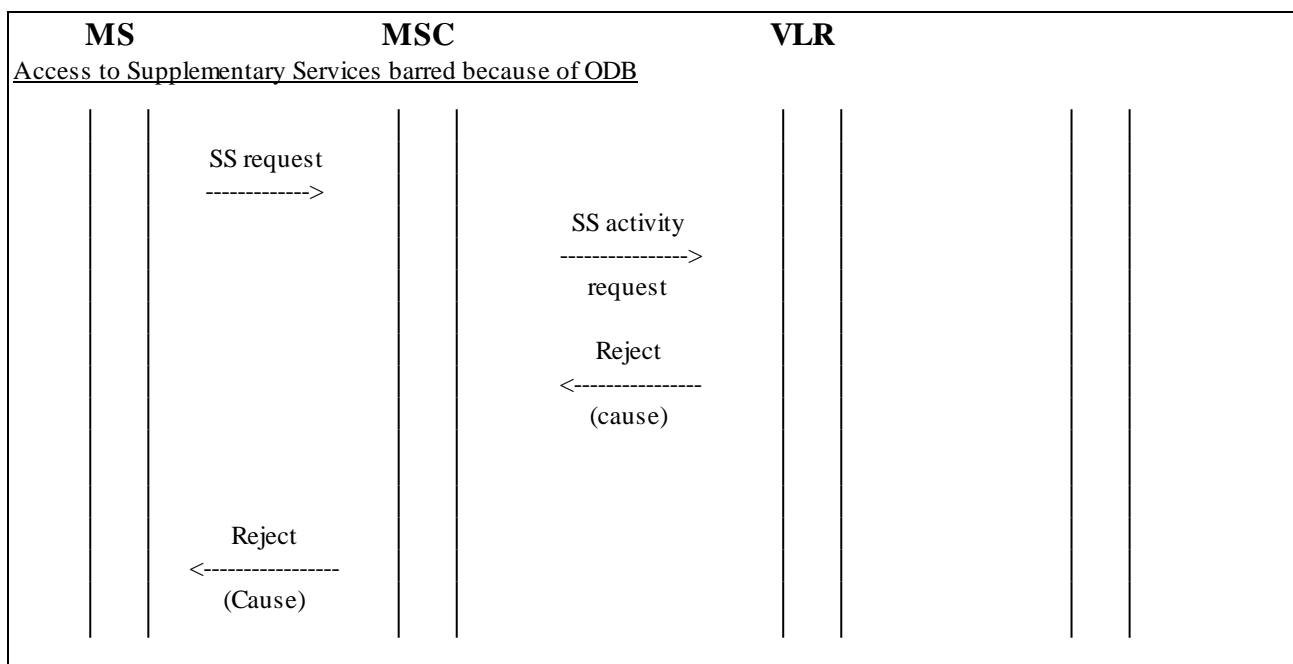 MS MSC VLR
Access to Supplementary Services barred because of ODB
SS request
------------->
SS activity
---------------->
request
Reject
<----------------
(cause)
Reject
<-----------------
(Cause)